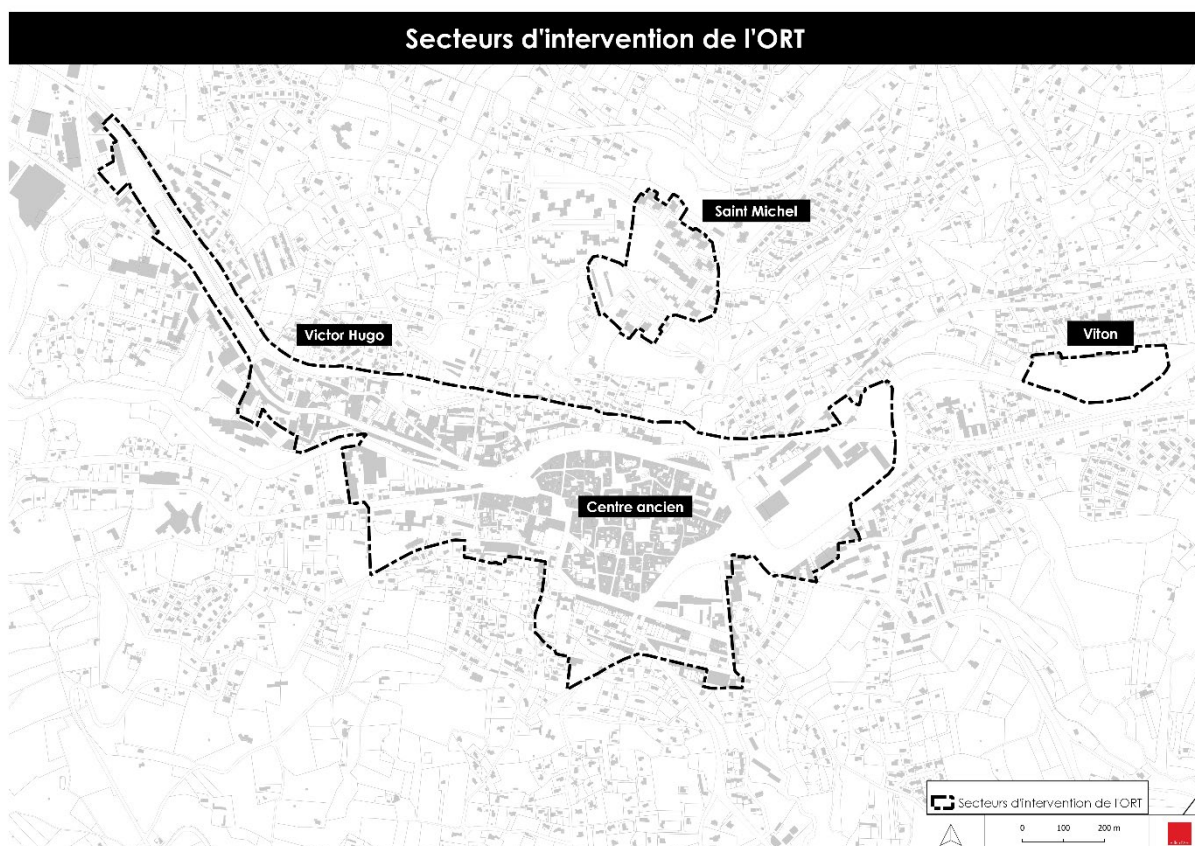 Secteurs d'intervention de l'ORT
Saint Michel
Victor Hugo
Viton
Centre ancien
Secteurs d'intervention de l'ORT
0 100 200 m